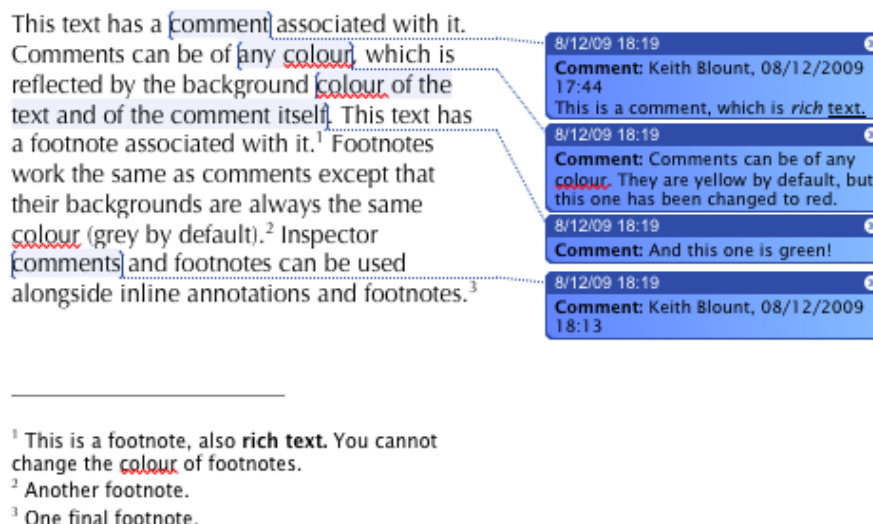 This text has a comment associated with it.
Comments can be of any colour, which is
reflected by the background colour of the
text and of the comment itself. This text has
a footnote associated with it.1 Footnotes
work the same as comments except that
their backgrounds are always the same
colour (grey by default).2 Inspector
comments and footnotes can be used
alongside inline annotations and footnotes.3
8/12/09 18:19
Comment: Keith Blount, 08/12/2009
17:44
This is a comment, which is rich text.
8/12/09 18:19
Comment: Comments can be of any
colour. They are yellow by default, but
this one has been changed to red.
8/12/09 18:19
Comment: And this one is green!
8/12/09 18:19
Comment: Keith Blount, 08/12/2009
18:13
1 This is a footnote, also rich text. You cannot
change the colour of footnotes.
2 Another footnote.
3 One final footnote.